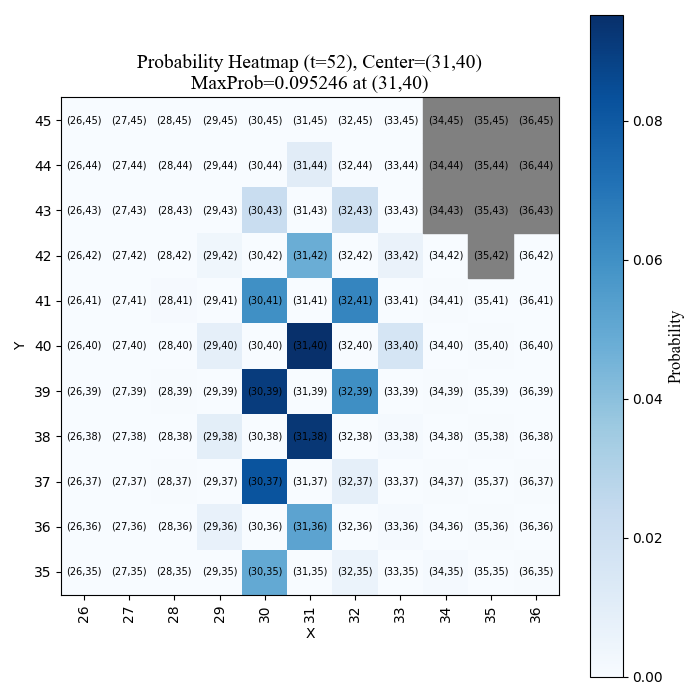 Probability Heatmap (t=52), Center=(31,40)
MaxProb=0.095246 at (31,40)
45 (26,45) (27,45) (28,45) (29,45) (30,45) (31,45) (32,45) (33,45) (34,45) (35,45) (36,45)
44 (26,44) (27,44) (28,44) (29,44) (30,44) (31,44) (32,44) (33,44) (34,44) (35,44) (36,44)
43 (26,43) (27,43) (28,43) (29,43) (30,43) (31,43) (32,43) (33,43) (34,43) (35,43) (36,43)
42 (26,42) (27,42) (28,42) (29,42) (30,42) (31,42) (32,42) (33,42) (34,42) (35,42) (36,42)
41 (26,41) (27,41) (28,41) (29,41) (30,41) (31,41) (32,41) (33,41) (34,41) (35,41) (36,41)
40 (26,40) (27,40) (28,40) (29,40) (30,40) (31,40) (32,40) (33,40) (34,40) (35,40) (36,40)
39 (26,39) (27,39) (28,39) (29,39) (30,39) (31,39) (32,39) (33,39) (34,39) (35,39) (36,39)
38 (26,38) (27,38) (28,38) (29,38) (30,38) (31,38) (32,38) (33,38) (34,38) (35,38) (36,38)
37 (26,37) (27,37) (28,37) (29,37) (30,37) (31,37) (32,37) (33,37) (34,37) (35,37) (36,37)
36 (26,36) (27,36) (28,36) (29,36) (30,36) (31,36) (32,36) (33,36) (34,36) (35,36) (36,36)
35 (26,35) (27,35) (28,35) (29,35) (30,35) (31,35) (32,35) (33,35) (34,35) (35,35) (36,35)
26 27 28 29 30 31 32 33 34 35 36
X
Y
0.08
0.06
0.04
0.02
0.00
Probability